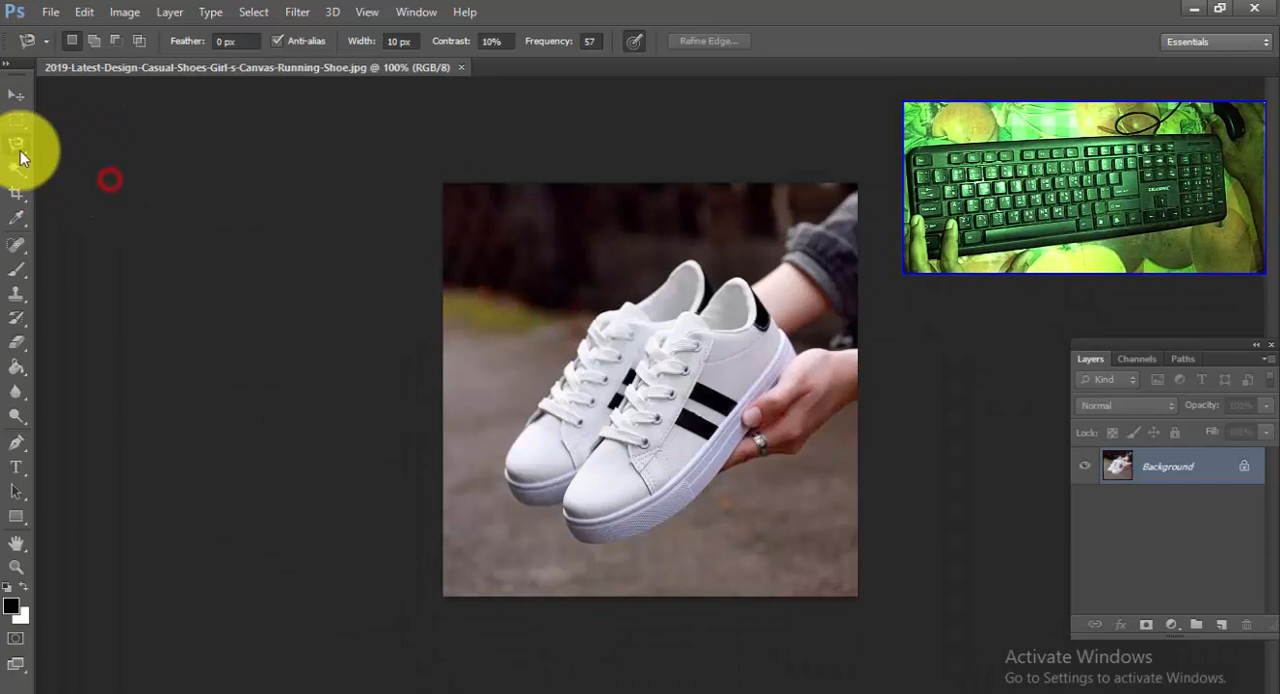 Ps File Edit Image Layer Type Select Filter 3D View Window Help
Feather: 0 px Anti-alias Width: 10 px Contrast: 10% Frequency: 57 Refine Edge... Essentials
2019-Latest-Design-Casual-Shoes-Girl-s-Canvas-Running-Shoe.jpg @ 100% (RGB/8) ×
Layers Channels Paths
Kind T
Normal Opacity: 100%
Lock: Fill: 100%
Background
T
fx
Activate Windows
Go to Settings to activate Windows.